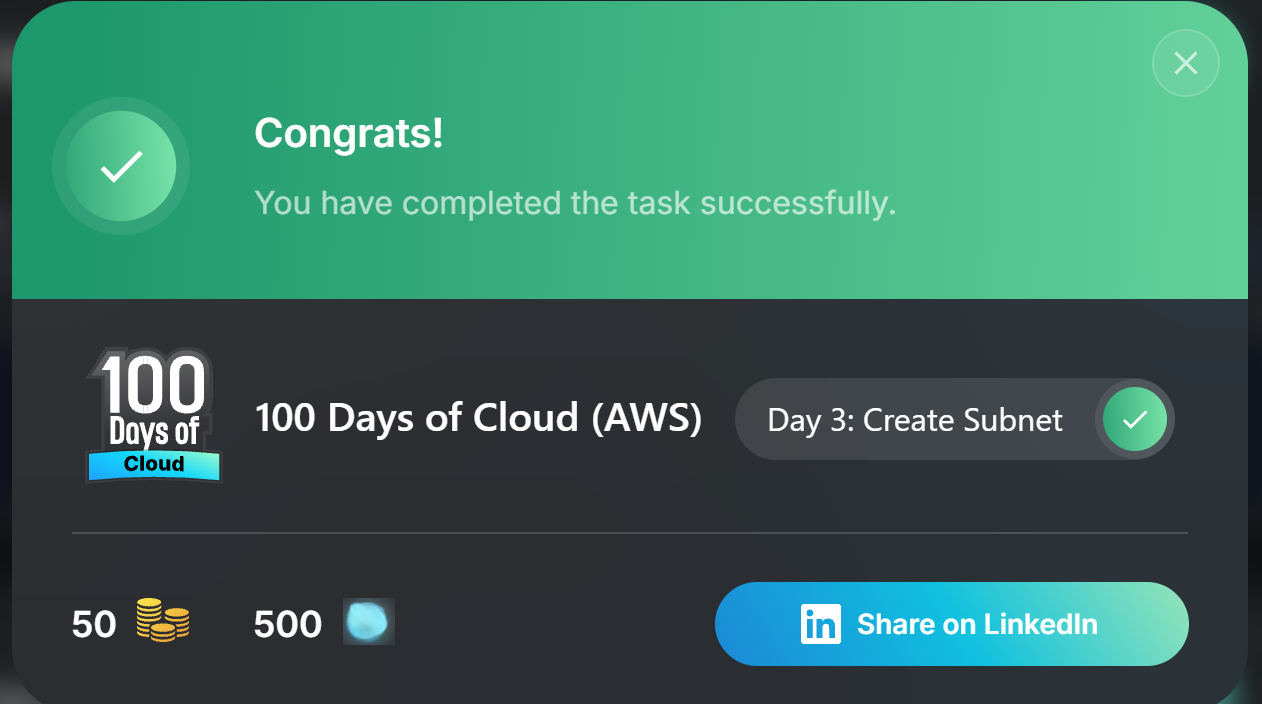 Congrats!
You have completed the task successfully.
100
Days of
Cloud
100 Days of Cloud (AWS)
Day 3: Create Subnet
50
500
in Share on LinkedIn